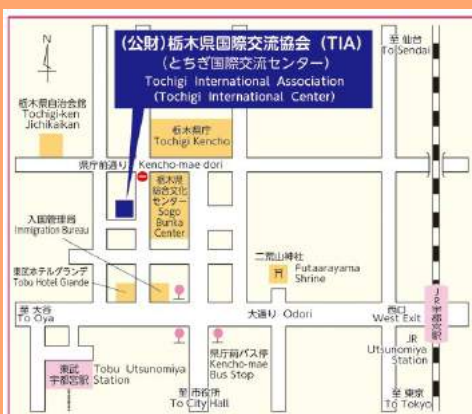 (公財)栃木県国際交流協会 (TIA)
(とちぎ国際交流センター)
Tochigi International Association
(Tochigi International Center)
N
至 仙台
To Sendai
栃木県自治会館
Tochigi-ken
Jichikaikan
栃木県庁
Tochigi Kencho
県庁前通り Kencho-mae dori
栃木県
総合文化
センター
Sogo
Bunka
Center
入国管理局
Immigration Bureau
二荒山神社
Futaarayama
Shrine
東武ホテルグランデ
Tobu Hotel Grande
至 大谷
To Oya
大通り Odori
西口
West Exit
JR宇都宮駅
JR
Utsunomiya
Station
県庁前バス停
Kencho-mae
Bus Stop
東武
宇都宮駅
Tobu Utsunomiya
Station
至 市役所
To City Hall
至 東京
To Tokyo